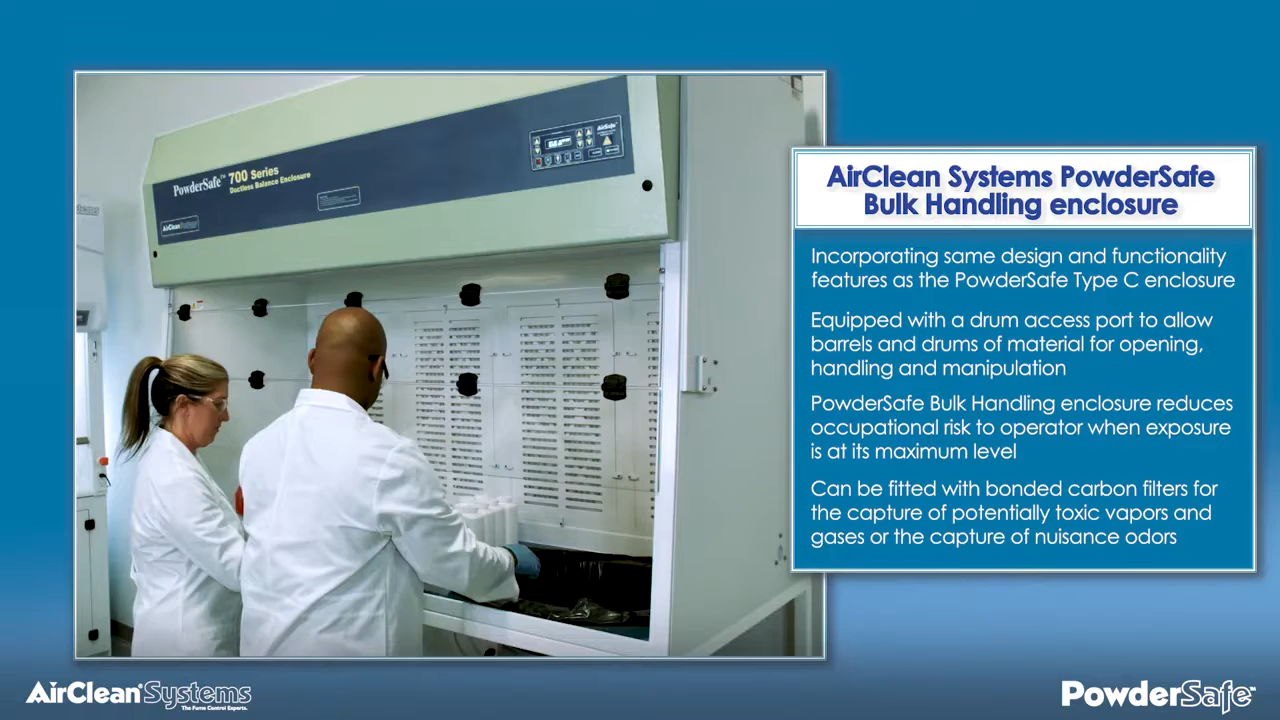 PowderSafe™ 700 Series
Ductless Balance Enclosure
AirSafe
AirClean Systems
AirClean Systems PowderSafe
Bulk Handling enclosure
Incorporating same design and functionality
features as the PowderSafe Type C enclosure
Equipped with a drum access port to allow
barrels and drums of material for opening,
handling and manipulation
PowderSafe Bulk Handling enclosure reduces
occupational risk to operator when exposure
is at its maximum level
Can be fitted with bonded carbon filters for
the capture of potentially toxic vapors and
gases or the capture of nuisance odors
AirClean® Systems
The Fume Control Experts.
PowderSafe™